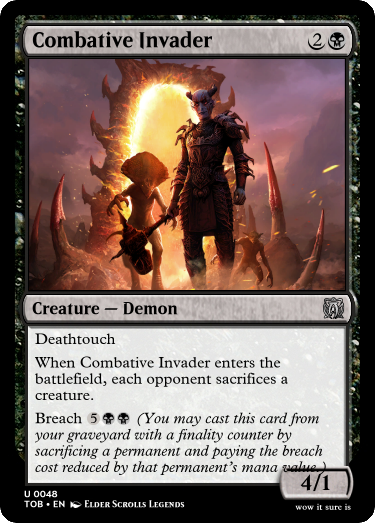 Combative Invader 2
Creature — Demon
Deathtouch
When Combative Invader enters the
battlefield, each opponent sacrifices a
creature.
Breach 5 (You may cast this card from
your graveyard with a finality counter by
sacrificing a permanent and paying the breach
cost reduced by that permanent's mana value.)
4/1
U 0048
TOB • EN Elder Scrolls Legends
wow it sure is